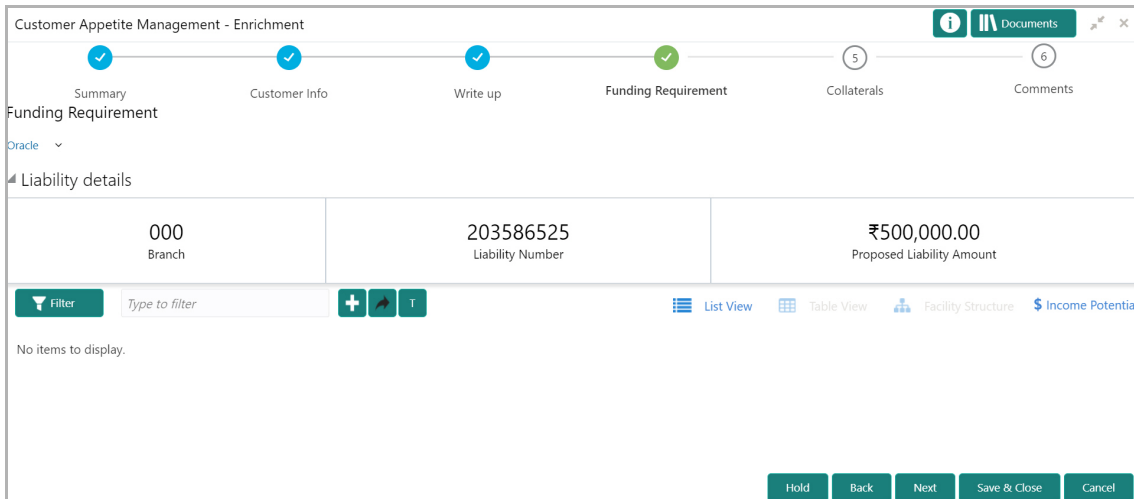 Customer Appetite Management - Enrichment
i Documents
5 6
Summary Customer Info Write up Funding Requirement Collaterals Comments
Funding Requirement
Oracle
Liability details
000 203586525 ₹500,000.00
Branch Liability Number Proposed Liability Amount
Filter Type to filter T List View Table View Facility Structure $ Income Potentia
No items to display.
Hold Back Next Save & Close Cancel